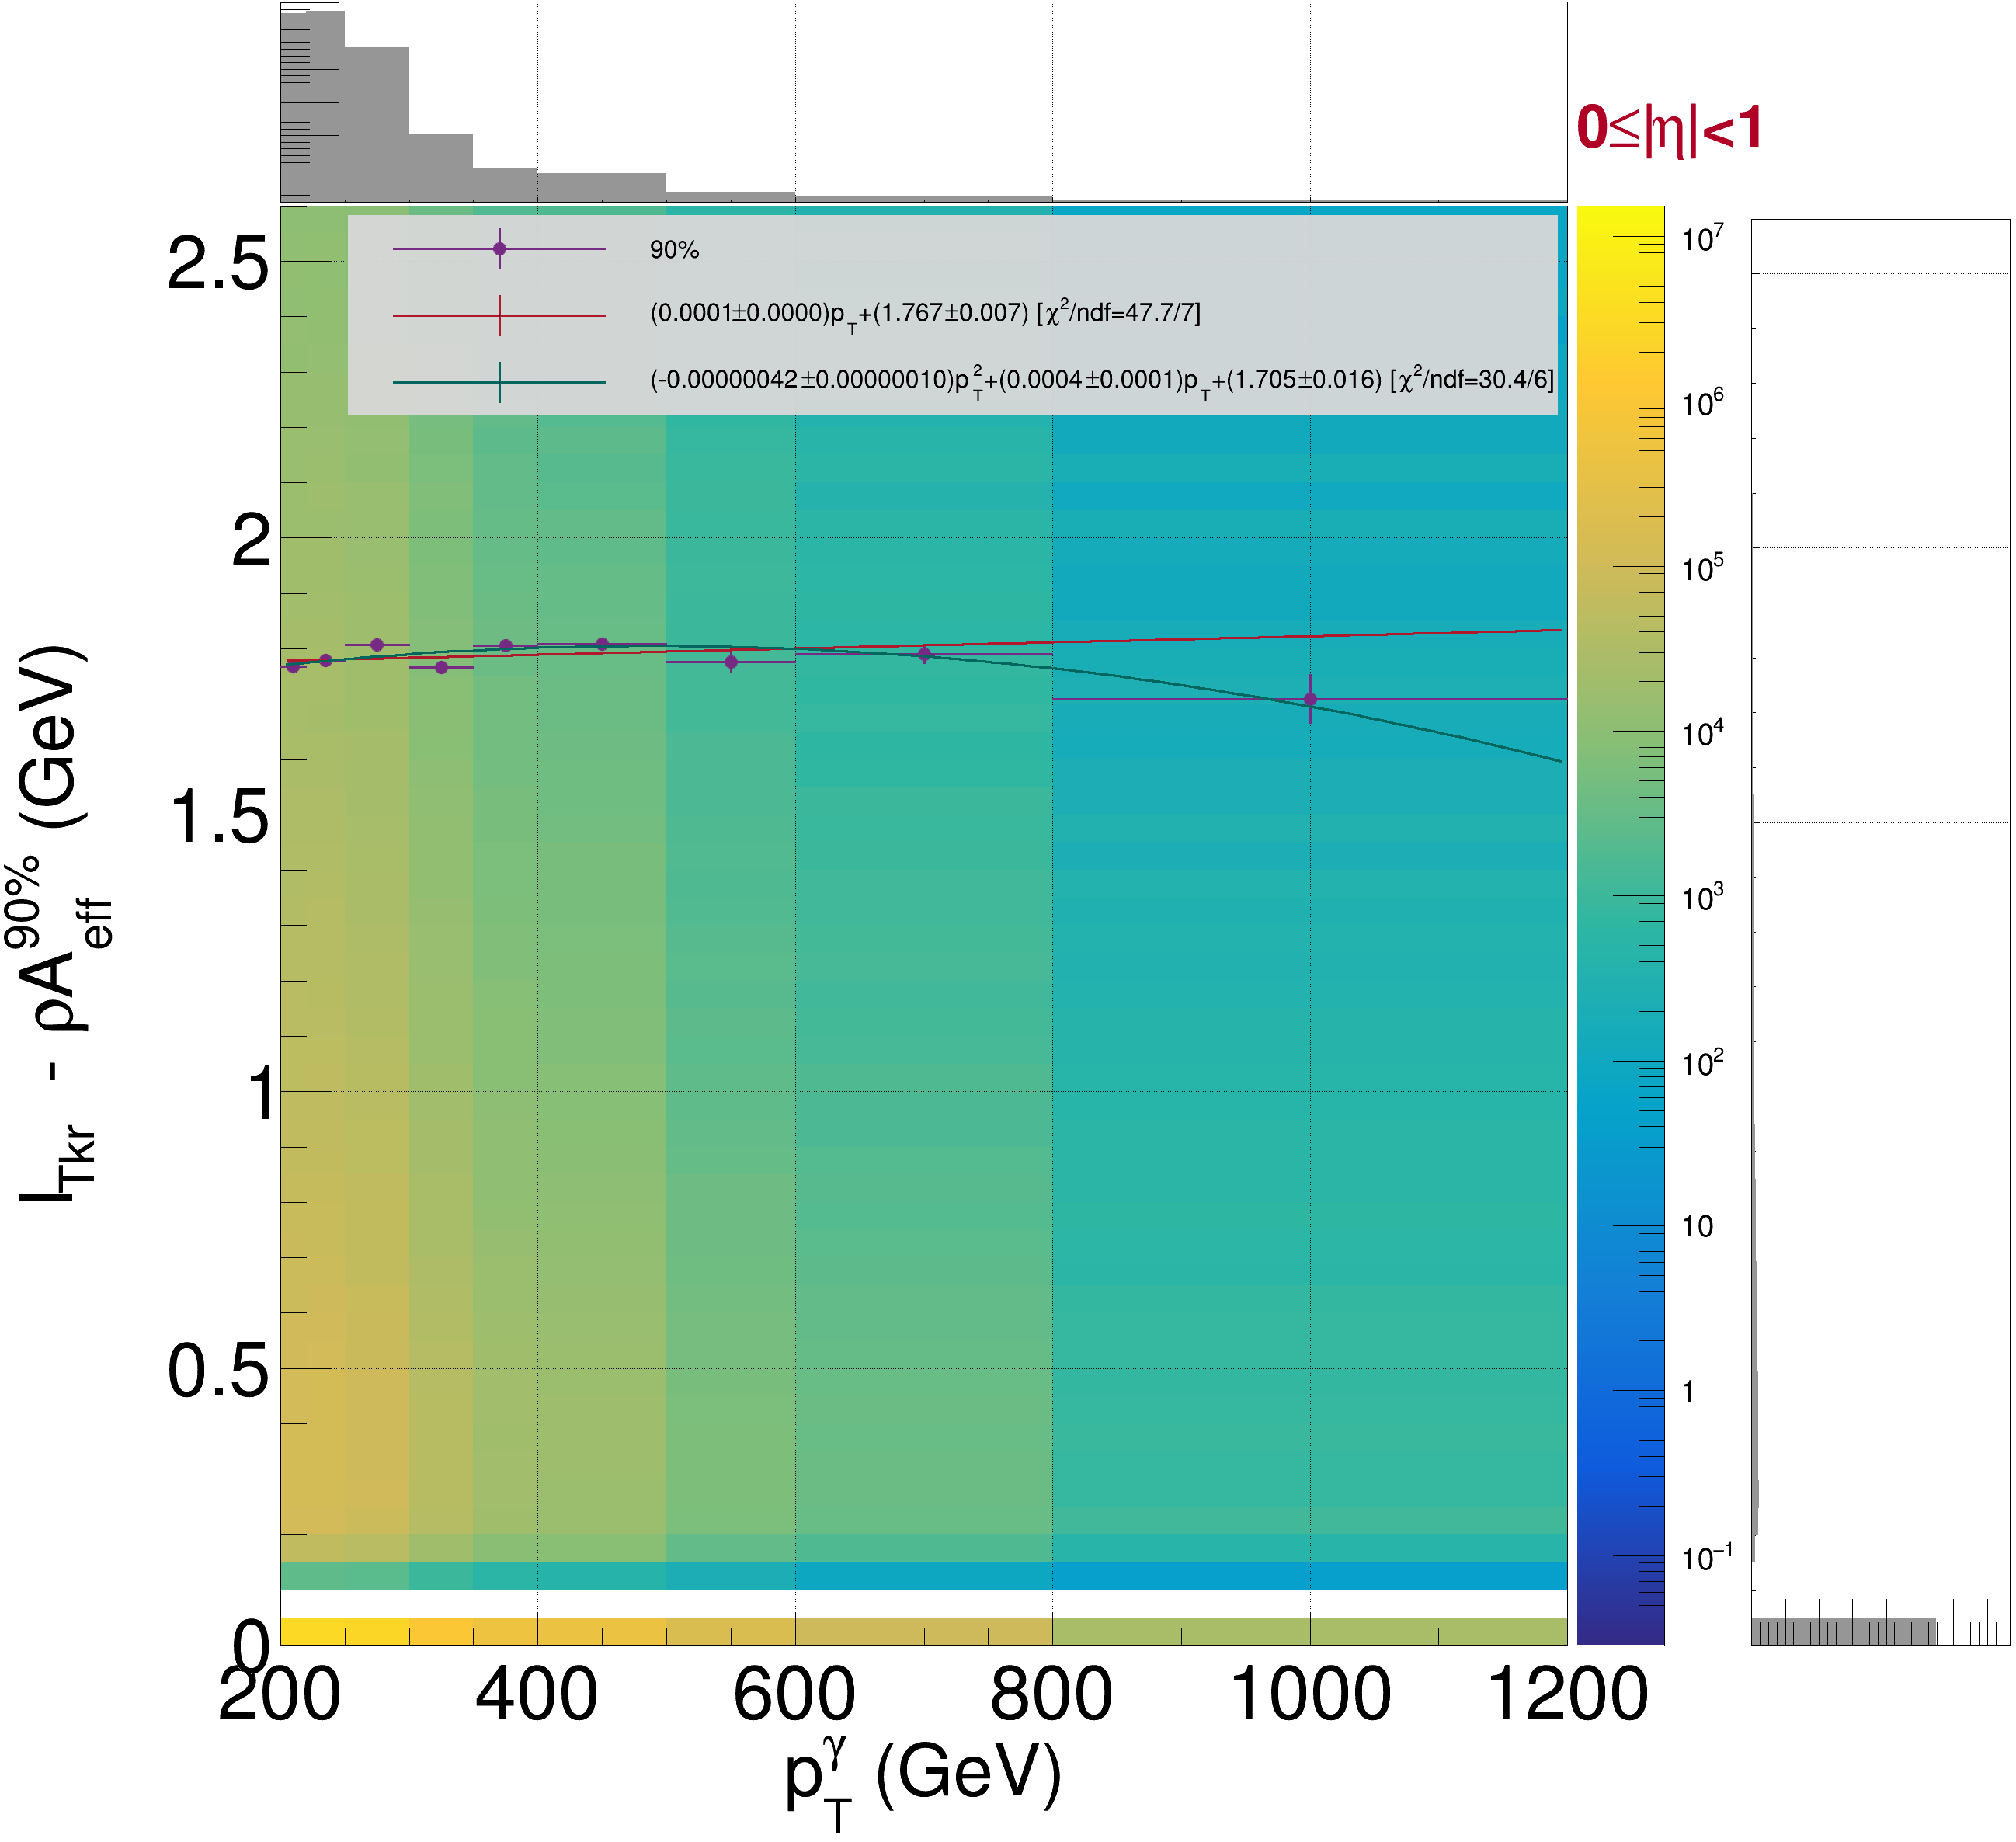 0≤|η|<1
90%
(0.0001±0.0000)p_T+(1.767±0.007) [χ²/ndf=47.7/7]
(-0.00000042±0.00000010)p_T^2+(0.0004±0.0001)p_T+(1.705±0.016) [χ²/ndf=30.4/6]
2.5
2
1.5
1
0.5
0
I_Tkr - ρA_eff^90% (GeV)
200 400 600 800 1000 1200
p_T^γ (GeV)
10⁷
10⁶
10⁵
10⁴
10³
10²
10
1
10⁻¹